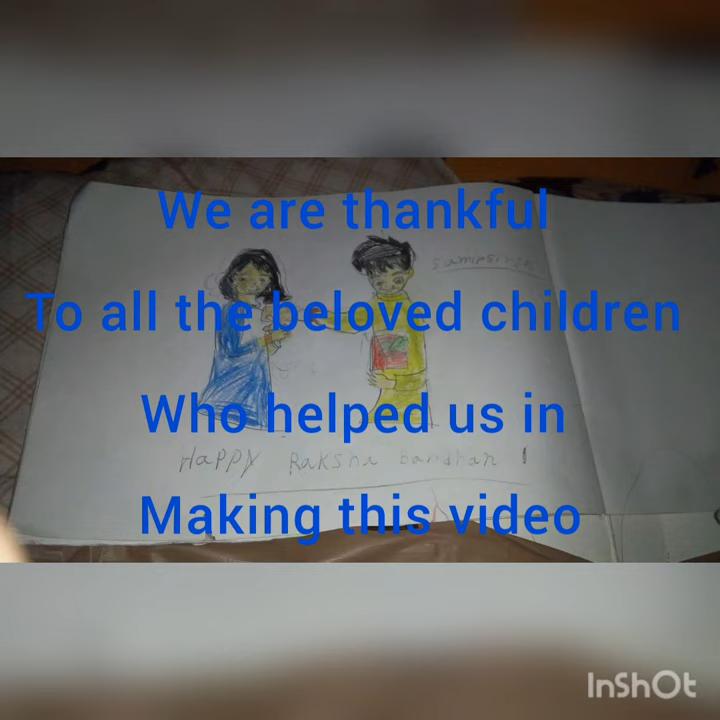 We are thankful
To all the beloved children
Who helped us in
Making this video
Happy Raksha bandhan !
InShOt